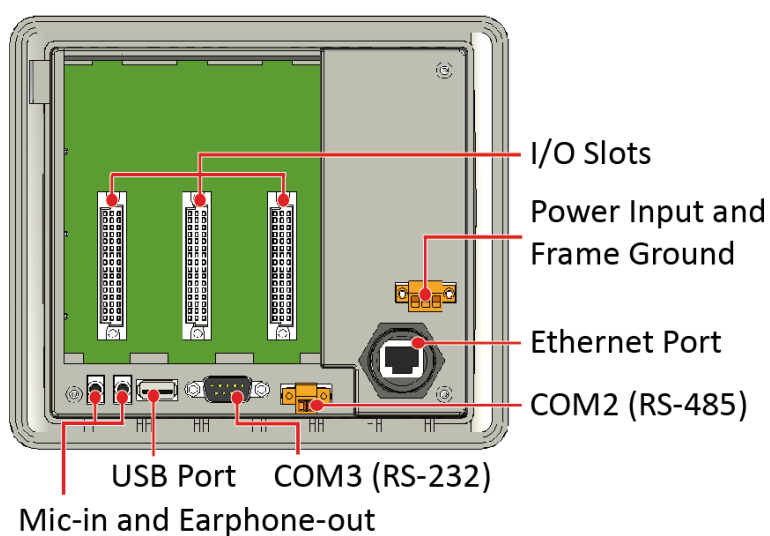 I/O Slots
Power Input and
Frame Ground
Ethernet Port
COM2 (RS-485)
USB Port
COM3 (RS-232)
Mic-in and Earphone-out